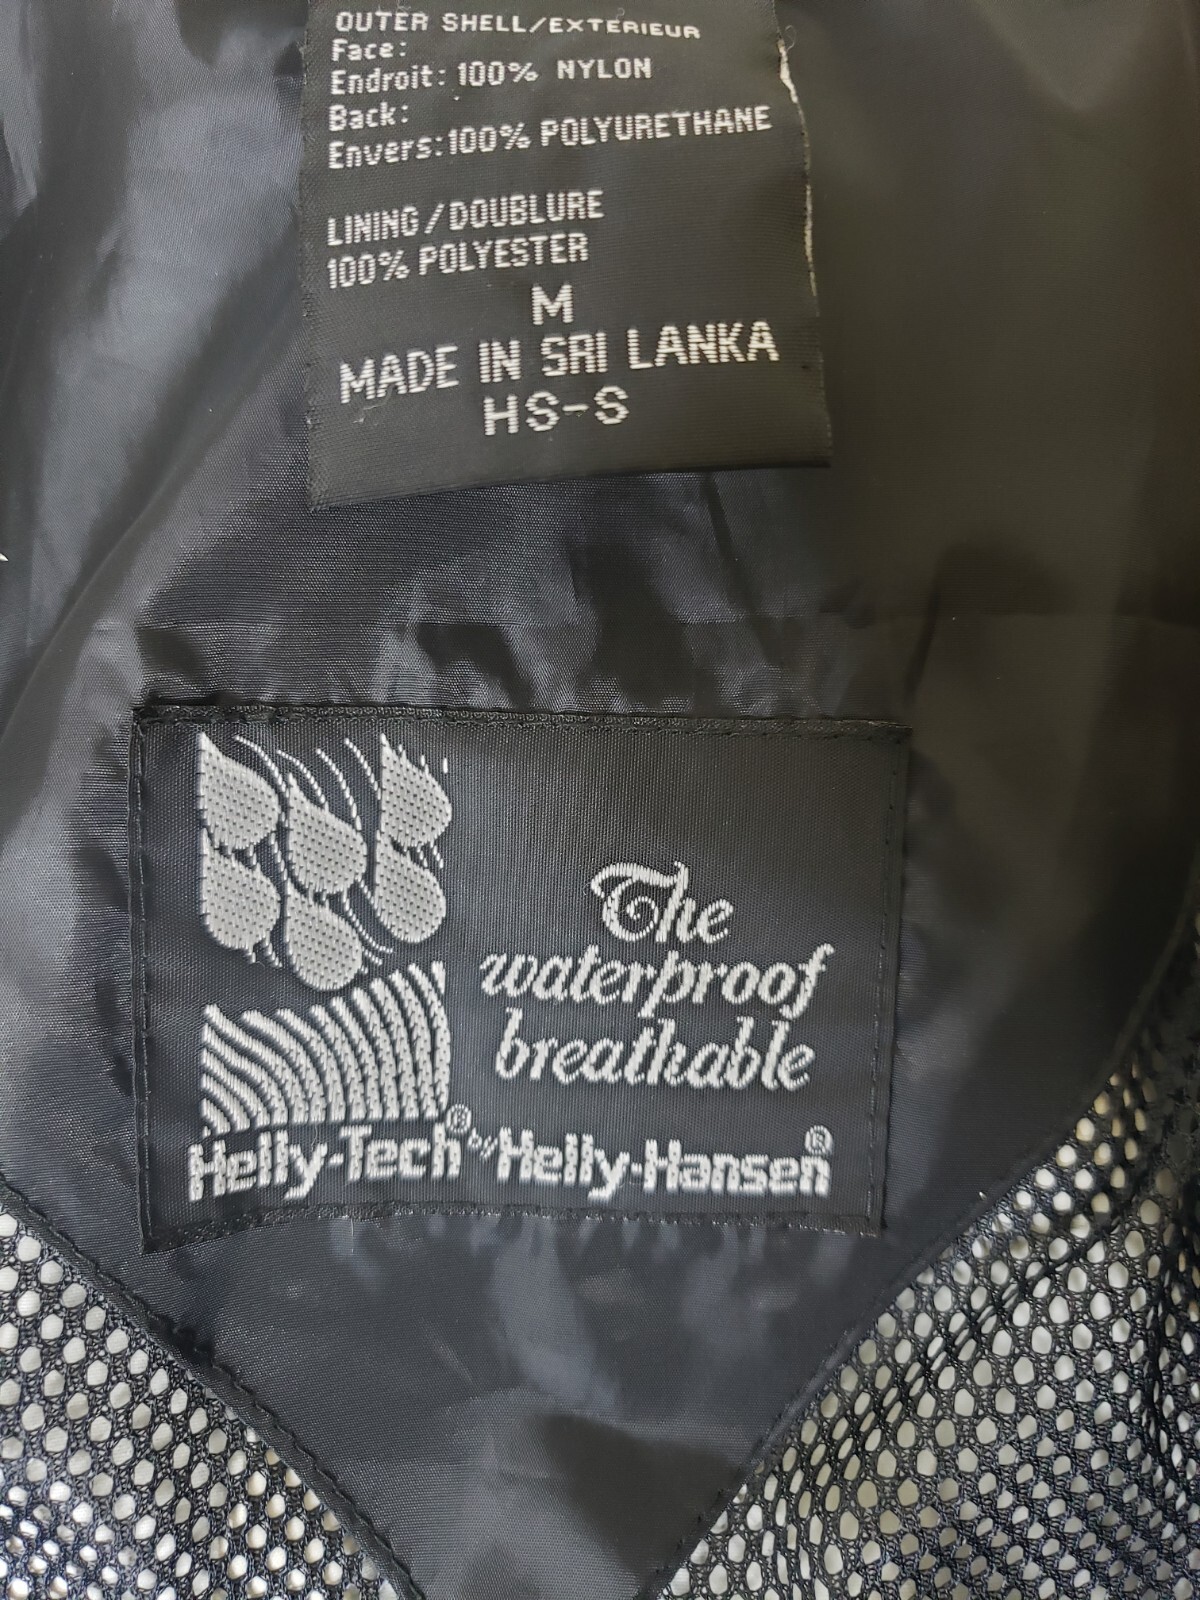 OUTER SHELL/EXTERIEUR
Face:
Endroit: 100% NYLON
Back:
Envers:100% POLYURETHANE
LINING/DOUBLURE
100% POLYESTER
M
MADE IN SRI LANKA
HS-S
The
waterproof
breathable
Helly-Tech® by Helly-Hansen®